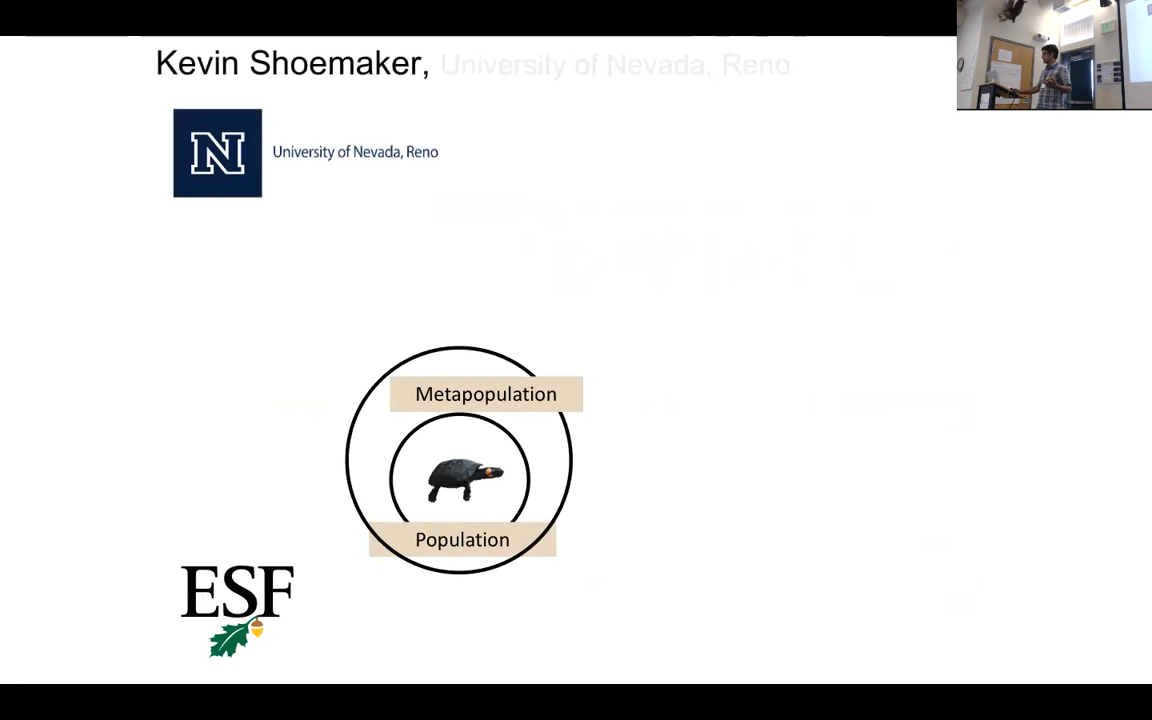 Kevin Shoemaker, University of Nevada, Reno
N
University of Nevada, Reno
Metapopulation
Population
ESF